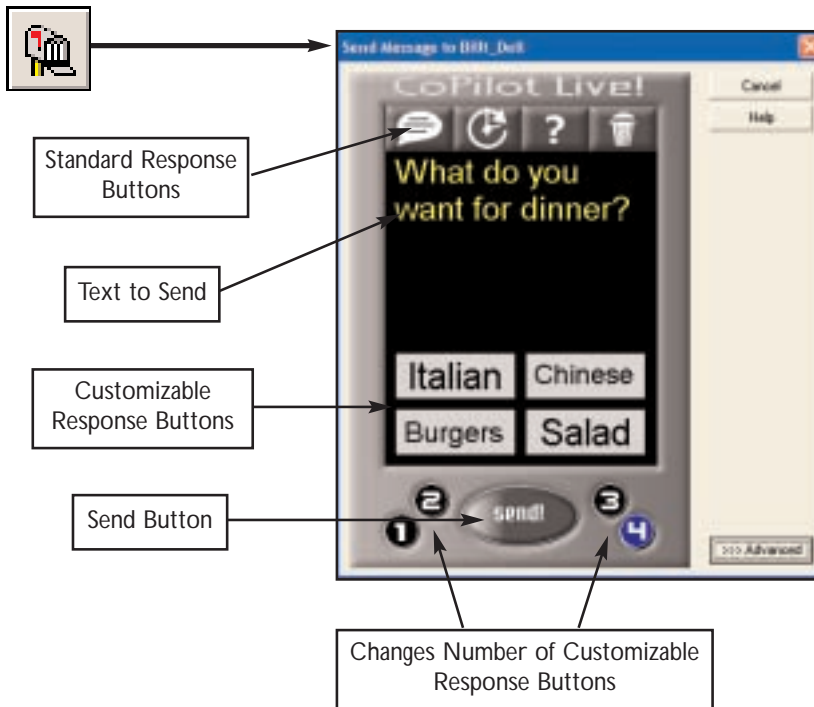 Send Message to Billt_Dell
CoPilot Live!
Cancel
Help
?
Standard Response
Buttons
What do you
want for dinner?
Text to Send
Italian
Chinese
Customizable
Response Buttons
Burgers
Salad
Send Button
1
2
send!
3
4
>>> Advanced
Changes Number of Customizable
Response Buttons